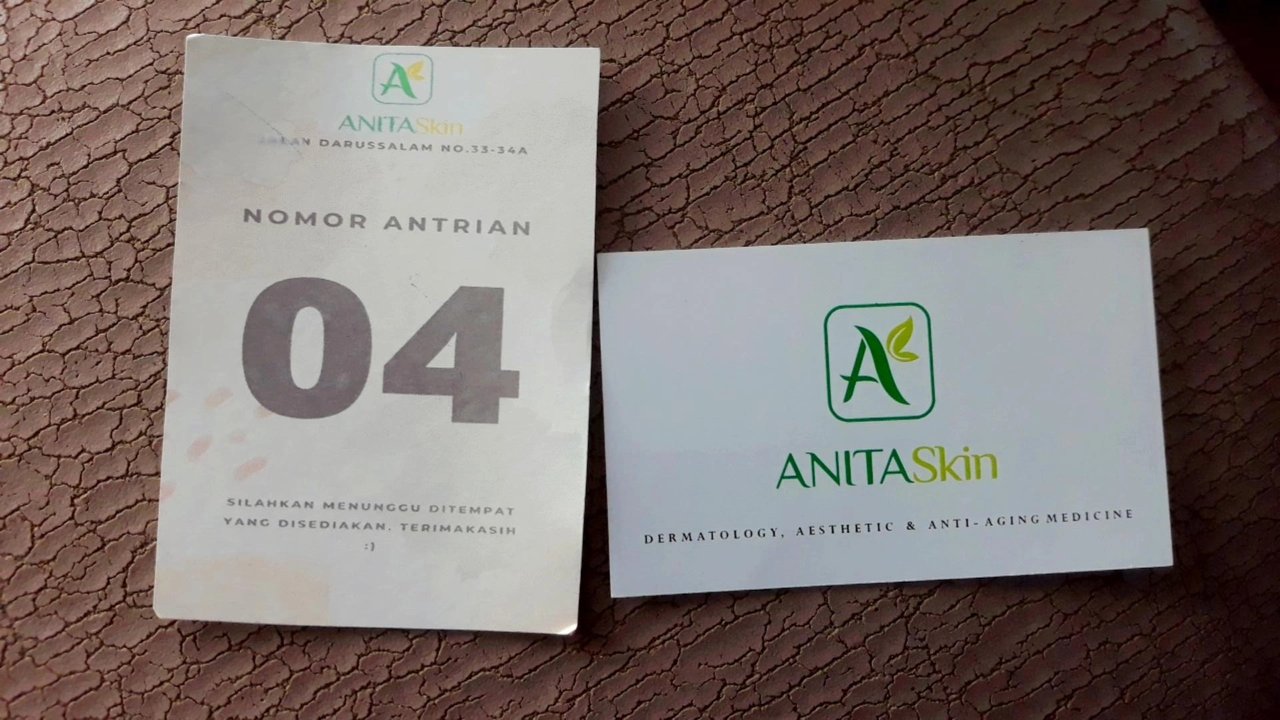 A
ANITASkin
JALAN DARUSSALAM NO.33-34A
NOMOR ANTRIAN
04
SILAHKAN MENUNGGU DITEMPAT
YANG DISEDIAKAN. TERIMAKASIH
:)
A
ANITASkin
DERMATOLOGY, AESTHETIC & ANTI-AGING MEDICINE